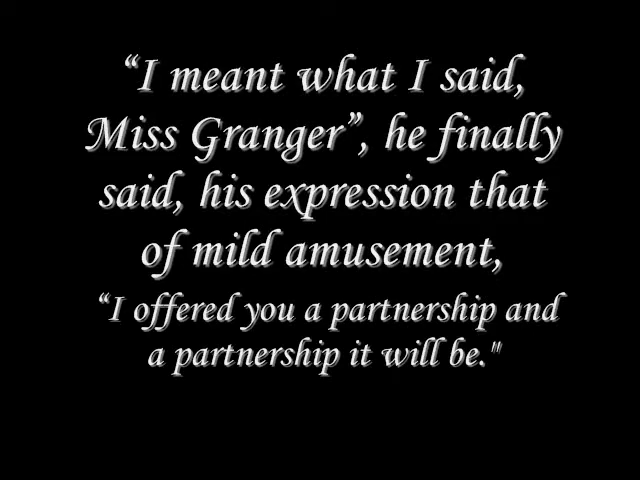 “I meant what I said,
Miss Granger”, he finally
said, his expression that
of mild amusement,
“I offered you a partnership and
a partnership it will be."